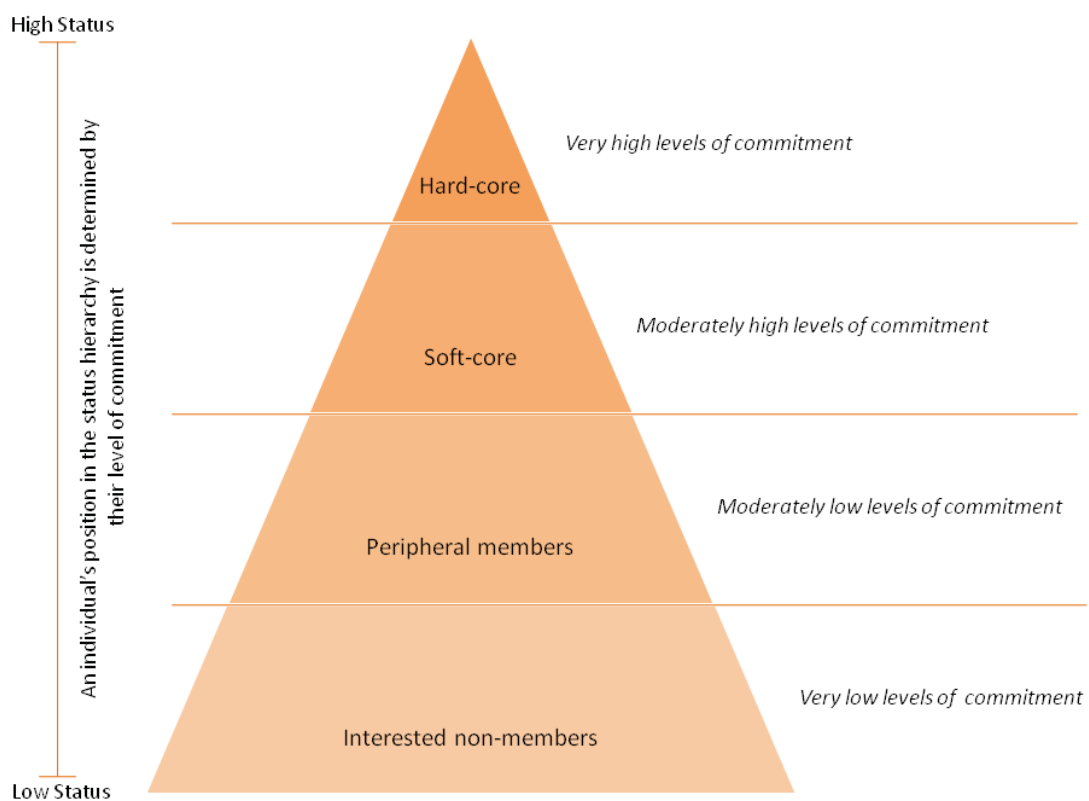 High Status
An individual's position in the status hierarchy is determined by
their level of commitment
Very high levels of commitment
Hard-core
Moderately high levels of commitment
Soft-core
Moderately low levels of commitment
Peripheral members
Very low levels of commitment
Interested non-members
Low Status